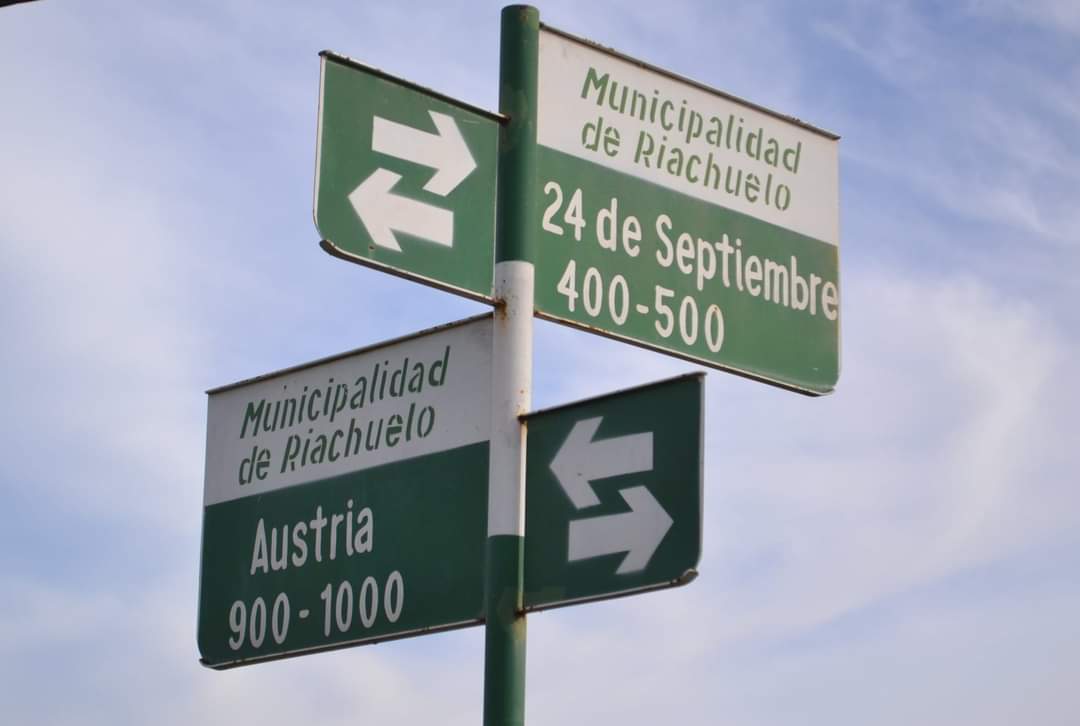 Municipalidad
de Riachuelo
24 de Septiembre
400-500
Municipalidad
de Riachuelo
Austria
900-1000